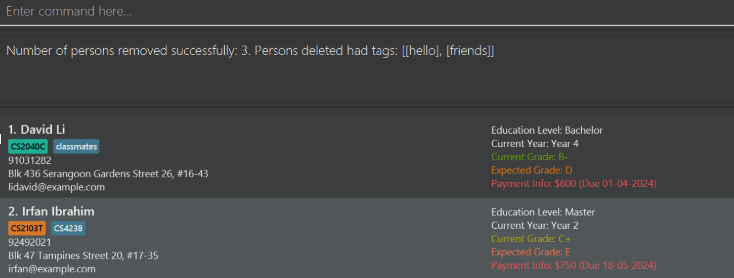 Enter command here...
Number of persons removed successfully: 3. Persons deleted had tags: [[hello], [friends]]
1. David Li
CS2040C classmates
91031282
Blk 436 Serangoon Gardens Street 26, #16-43
lidavid@example.com
Education Level: Bachelor
Current Year: Year 4
Current Grade: B-
Expected Grade: D
Payment Info: $600 (Due 01-04-2024)
2. Irfan Ibrahim
CS2103T CS4238
92492021
Blk 47 Tampines Street 20, #17-35
irfan@example.com
Education Level: Master
Current Year: Year 2
Current Grade: C+
Expected Grade: E
Payment Info: $750 (Due 18-05-2024)